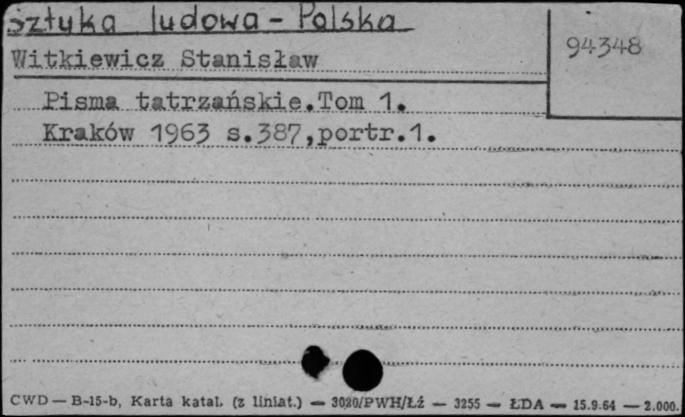 Sztuka ludowa - Polska
94348
Witkiewicz Stanisław
Pisma tatrzańskie.Tom 1.
Kraków 1963 s.387,portr.1.
CWD — B-15-b, Karta katal. (z liniat.) — 3020/PWH/Łź — 3255 — ŁDA — 15.9.64 — 2.000.